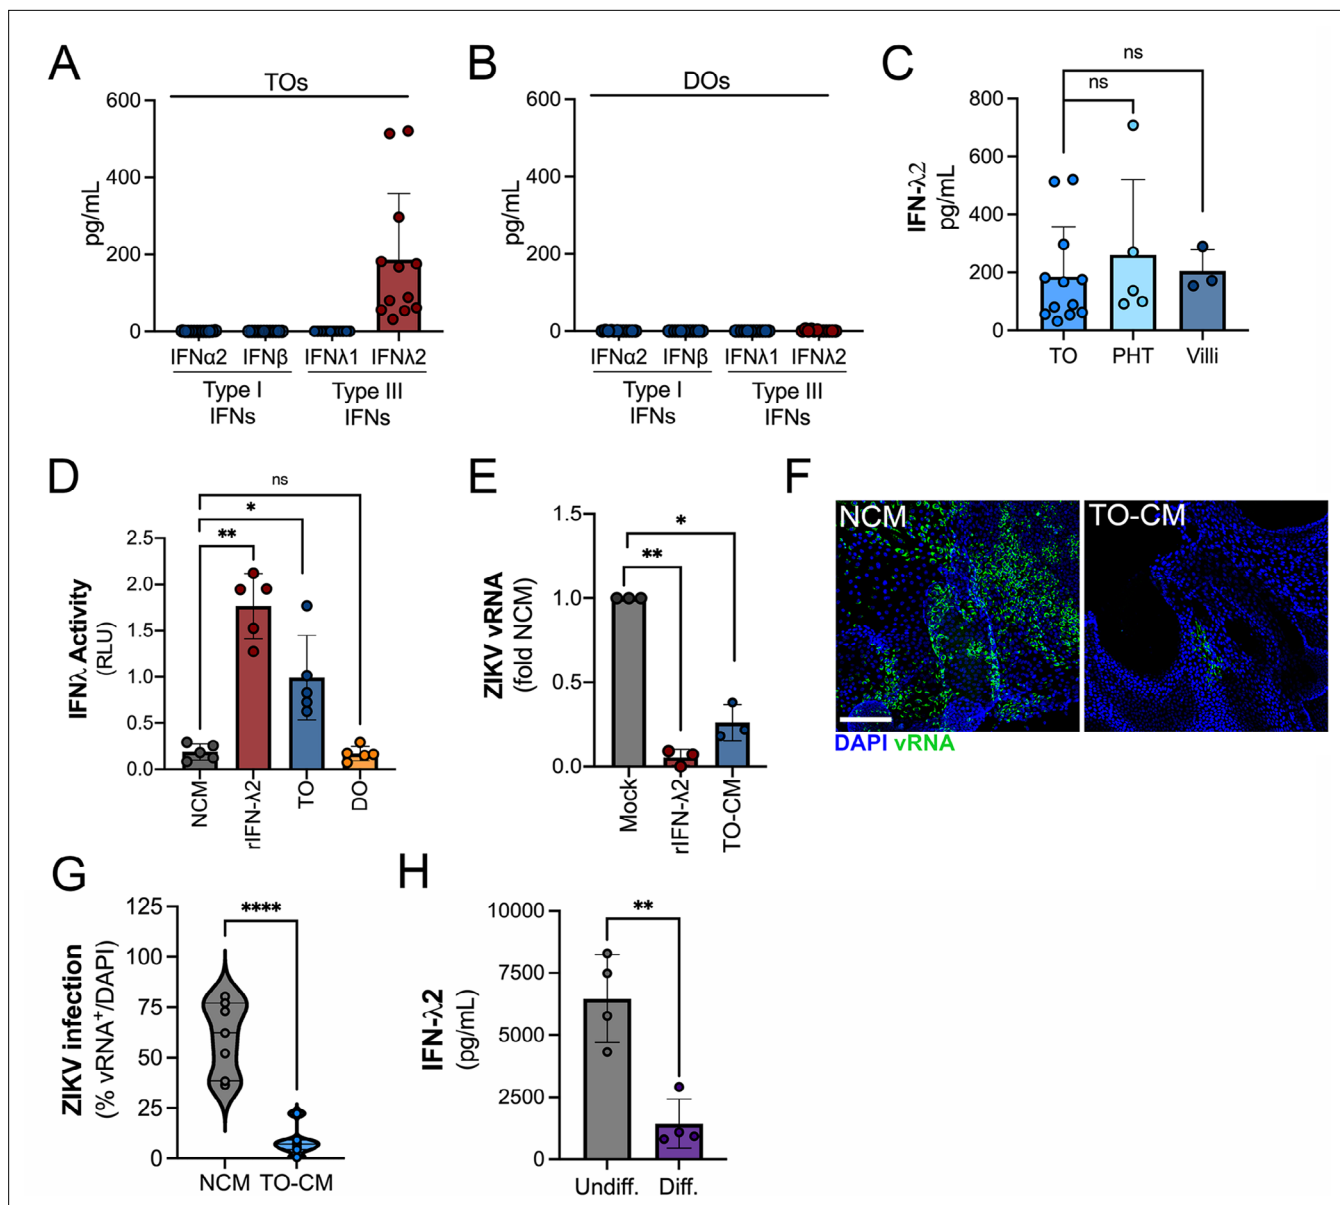 A
TOs
600
400
200
0
pg/mL
IFNα2 IFNβ IFNλ1 IFNλ2
Type I Type III
IFNs IFNs
B
DOs
600
400
200
0
pg/mL
IFNα2 IFNβ IFNλ1 IFNλ2
Type I Type III
IFNs IFNs
C
ns
ns
800
600
400
200
0
IFN-λ2
pg/mL
TO PHT Villi
D
ns
*
**
2.5
2.0
1.5
1.0
0.5
0.0
IFNλ Activity
(RLU)
NCM rIFN-λ2 TO DO
E
*
**
1.5
1.0
0.5
0.0
ZIKV vRNA
(fold NCM)
Mock rIFN-λ2 TO-CM
F
NCM TO-CM
DAPI vRNA
G
****
125
100
75
50
25
0
ZIKV infection
(% vRNA⁺/DAPI)
NCM TO-CM
H
**
10000
7500
5000
2500
0
IFN-λ2
(pg/mL)
Undiff. Diff.